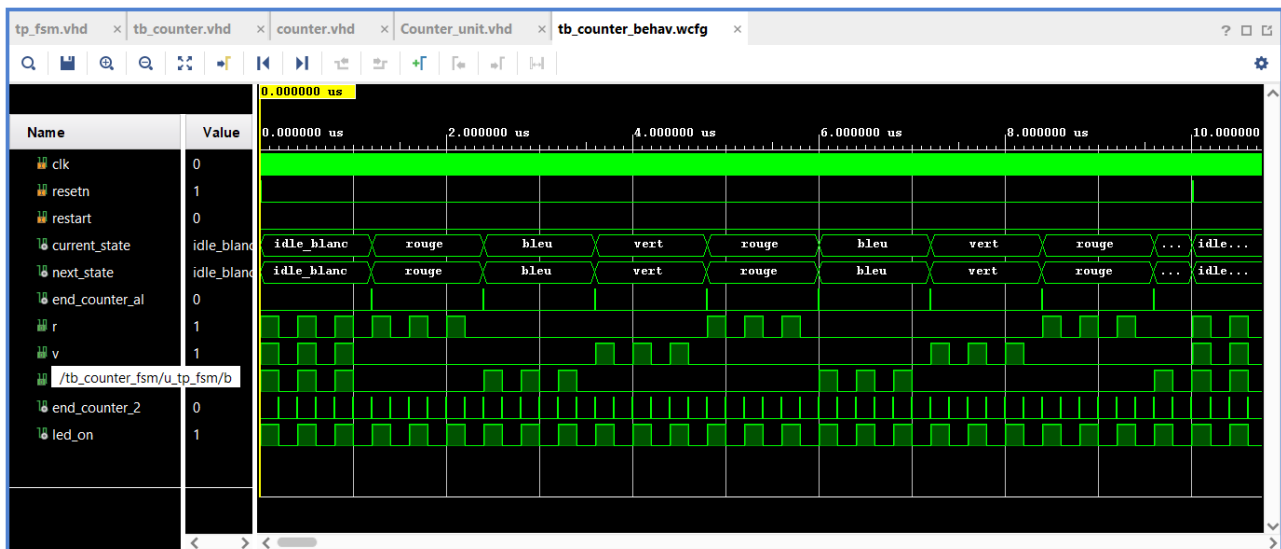 tp_fsm.vhd × tb_counter.vhd × counter.vhd × Counter_unit.vhd × tb_counter_behav.wcfg × ?
0.000000 us
Name Value 0.000000 us 2.000000 us 4.000000 us 6.000000 us 8.000000 us 10.000000
clk 0
resetn 1
restart 0
current_state idle_blanc idle_blanc rouge bleu vert rouge bleu vert rouge ... idle...
next_state idle_blanc idle_blanc rouge bleu vert rouge bleu vert rouge ... idle...
end_counter_al 0
r 1
v 1
/tb_counter_fsm/u_tp_fsm/b
end_counter_2 0
led_on 1